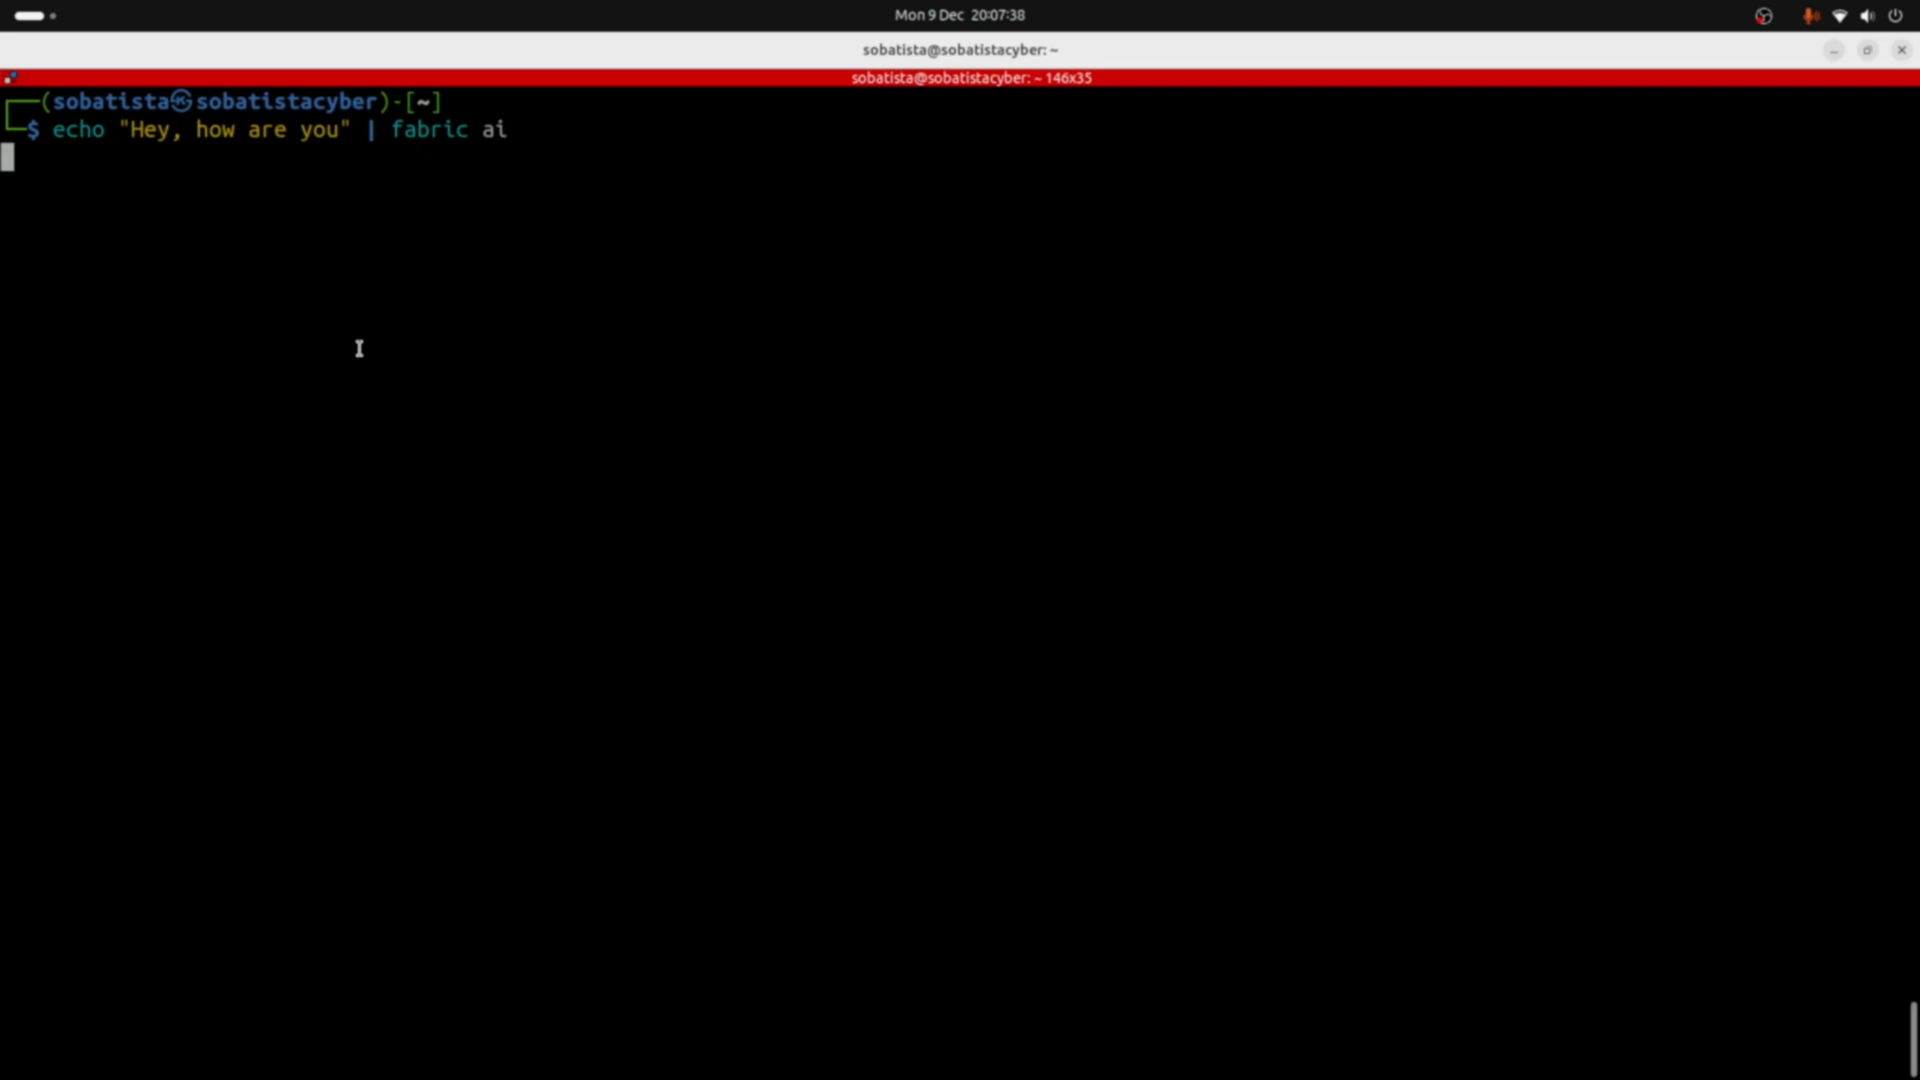 Mon 9 Dec 20:07:38
sobatista@sobatistacyber: ~
sobatista@sobatistacyber: ~ 146x35
(sobatista㉿sobatistacyber)-[~]
$ echo "Hey, how are you" | fabric ai